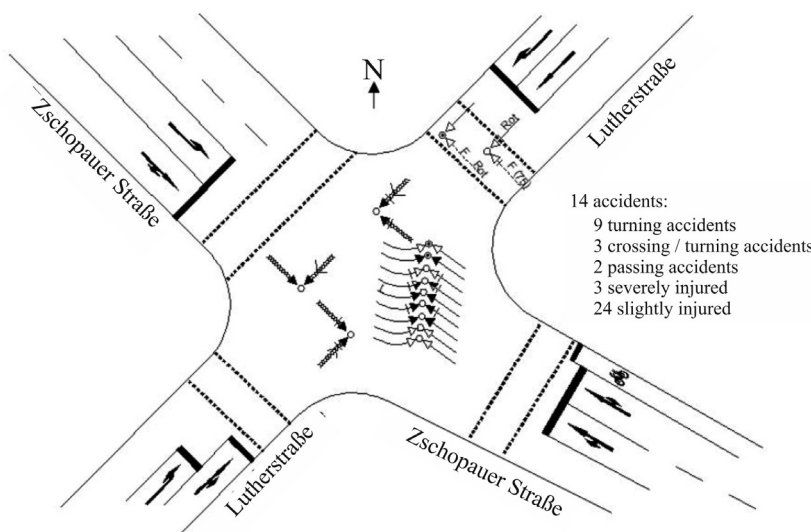 N
Zschopauer Straße
Lutherstraße
Rot
F
Rot
F (75)
14 accidents:
9 turning accidents
3 crossing / turning accidents
2 passing accidents
3 severely injured
24 slightly injured
Lutherstraße
Zschopauer Straße